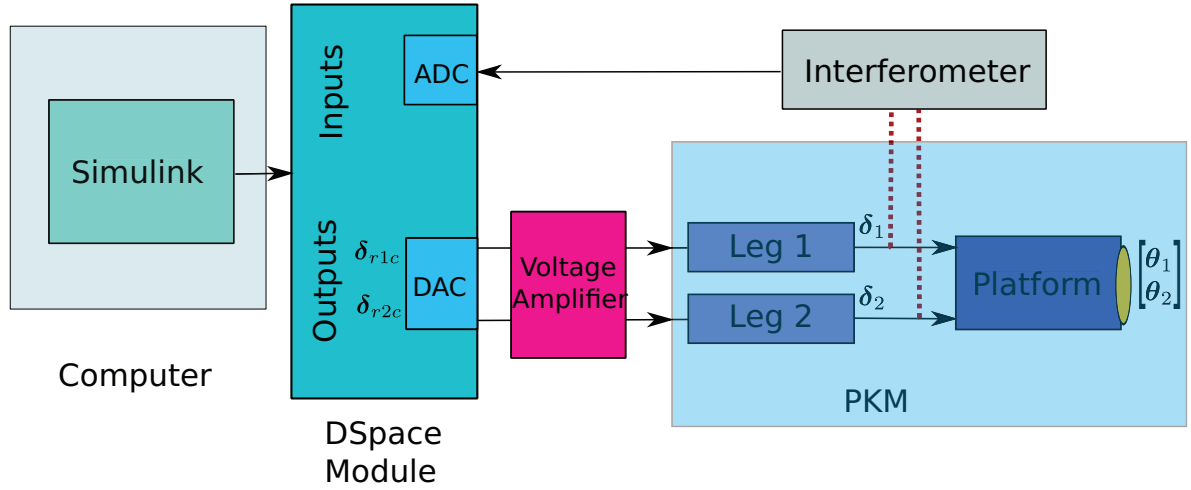 Simulink
Computer
Inputs
Outputs
ADC
DAC
δr1c
δr2c
DSpace
Module
Voltage
Amplifier
Interferometer
Leg 1
Leg 2
δ1
δ2
Platform
[θ1
θ2]
PKM